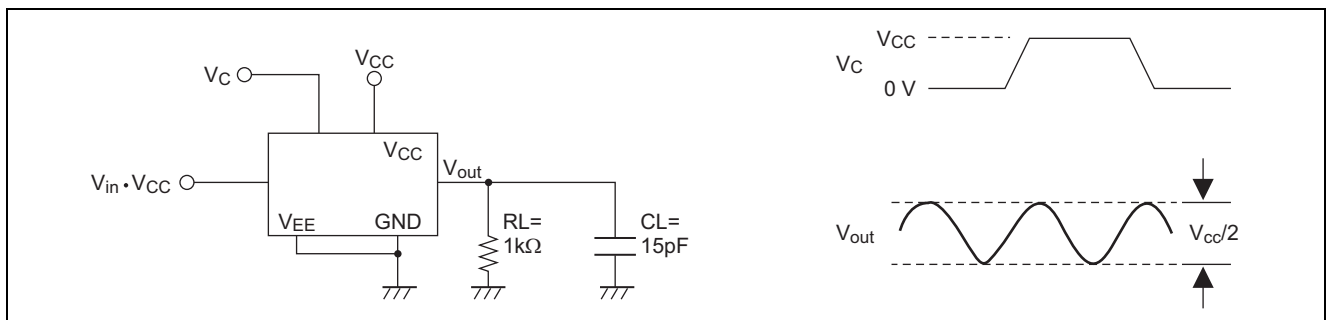 VC
VCC
VCC
Vin・VCC
Vout
VEE
GND
RL=
1kΩ
CL=
15pF
VCC
VC
0 V
Vout
Vcc/2